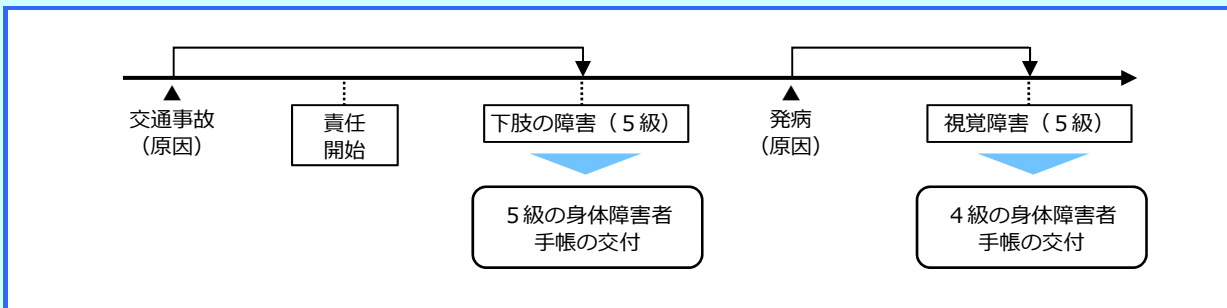 交通事故
（原因）
責任
開始
下肢の障害（５級）
発病
（原因）
視覚障害（５級）
５級の身体障害者
手帳の交付
４級の身体障害者
手帳の交付